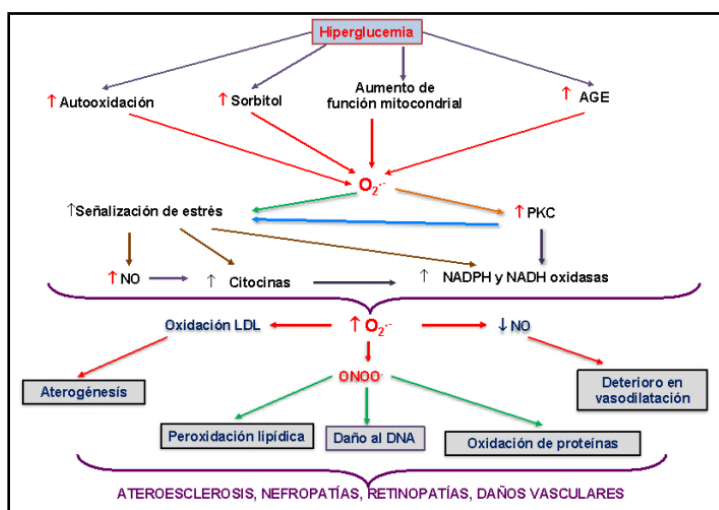 Hiperglucemia
↑ Autooxidación
↑ Sorbitol
Aumento de
función mitocondrial
↑ AGE
O₂·-
↑Señalización de estrés
↑ PKC
↑ NO
↑ Citocinas
↑ NADPH y NADH oxidasas
Oxidación LDL
↑ O₂·-
↓ NO
Aterogénesís
ONOO-
Deterioro en
vasodilatación
Peroxidación lipídica
Daño al DNA
Oxidación de proteínas
ATEROESCLEROSIS, NEFROPATÍAS, RETINOPATÍAS, DAÑOS VASCULARES